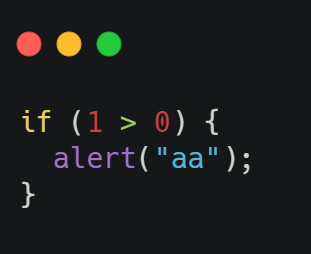 if (1 > 0) {
  alert("aa");
}